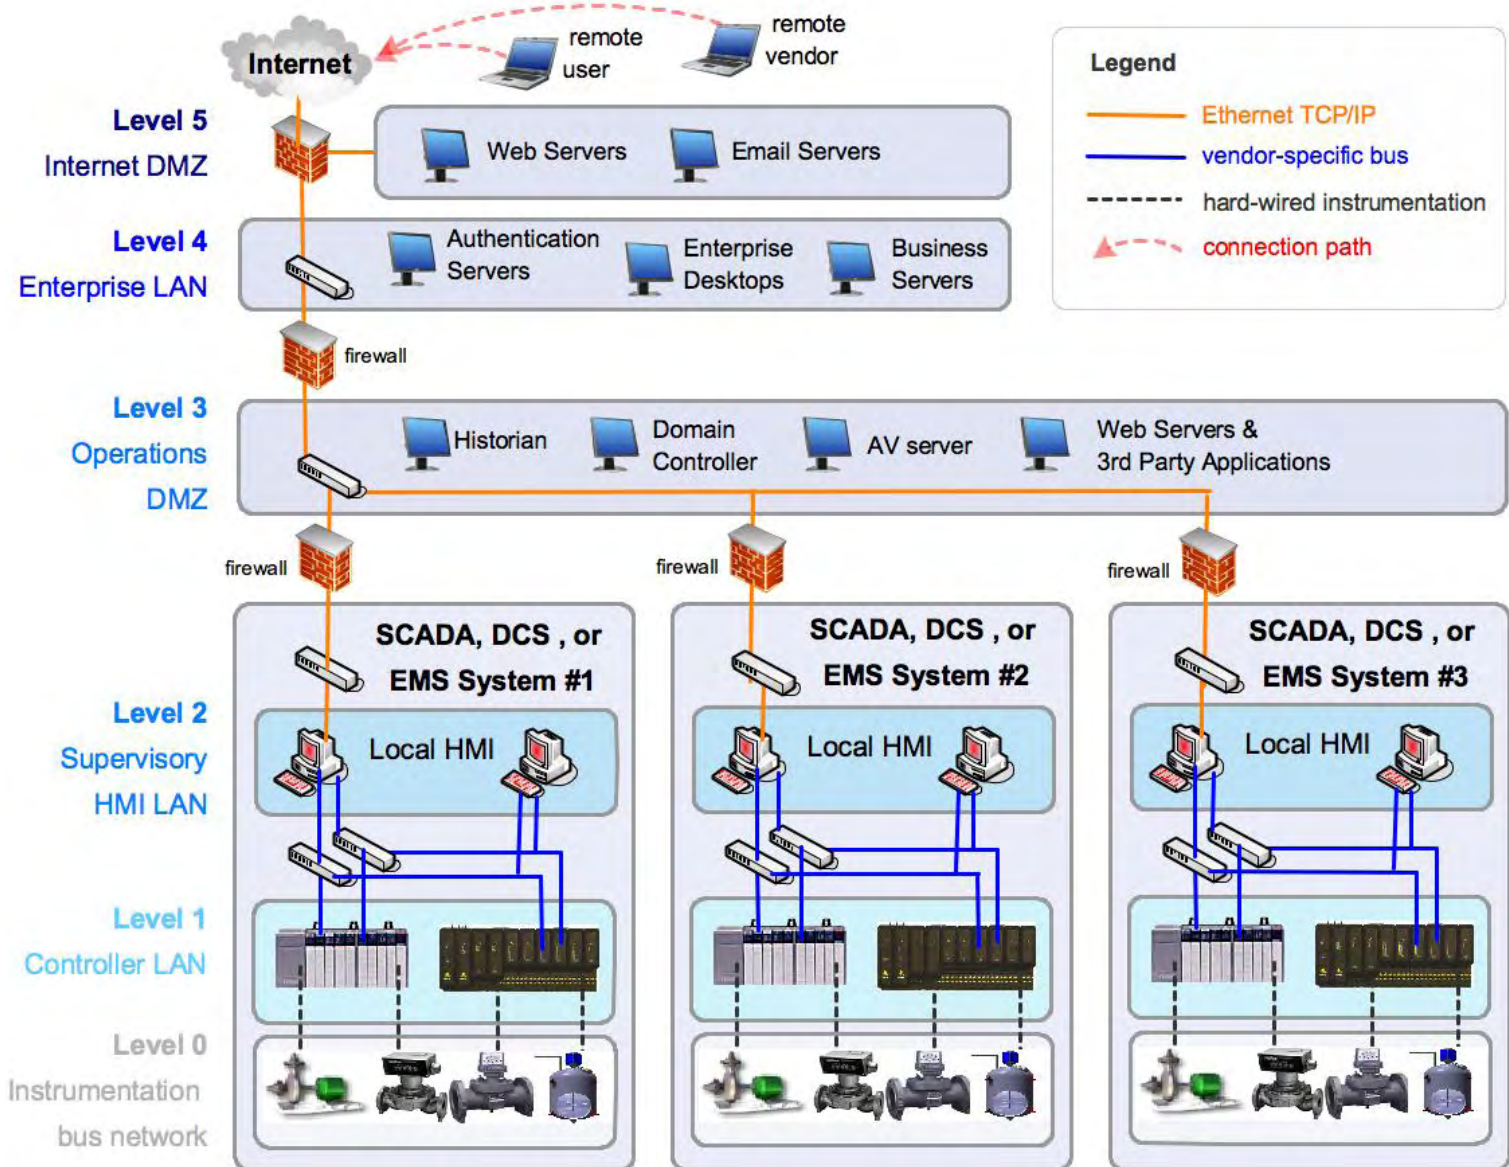 Internet
remote
user
remote
vendor
Legend
Ethernet TCP/IP
vendor-specific bus
hard-wired instrumentation
connection path
Level 5
Internet DMZ
Web Servers
Email Servers
Level 4
Enterprise LAN
Authentication
Servers
Enterprise
Desktops
Business
Servers
firewall
Level 3
Operations
DMZ
Historian
Domain
Controller
AV server
Web Servers &
3rd Party Applications
firewall
firewall
firewall
SCADA, DCS , or
EMS System #1
SCADA, DCS , or
EMS System #2
SCADA, DCS , or
EMS System #3
Level 2
Supervisory
HMI LAN
Local HMI
Local HMI
Local HMI
Level 1
Controller LAN
Level 0
Instrumentation
bus network